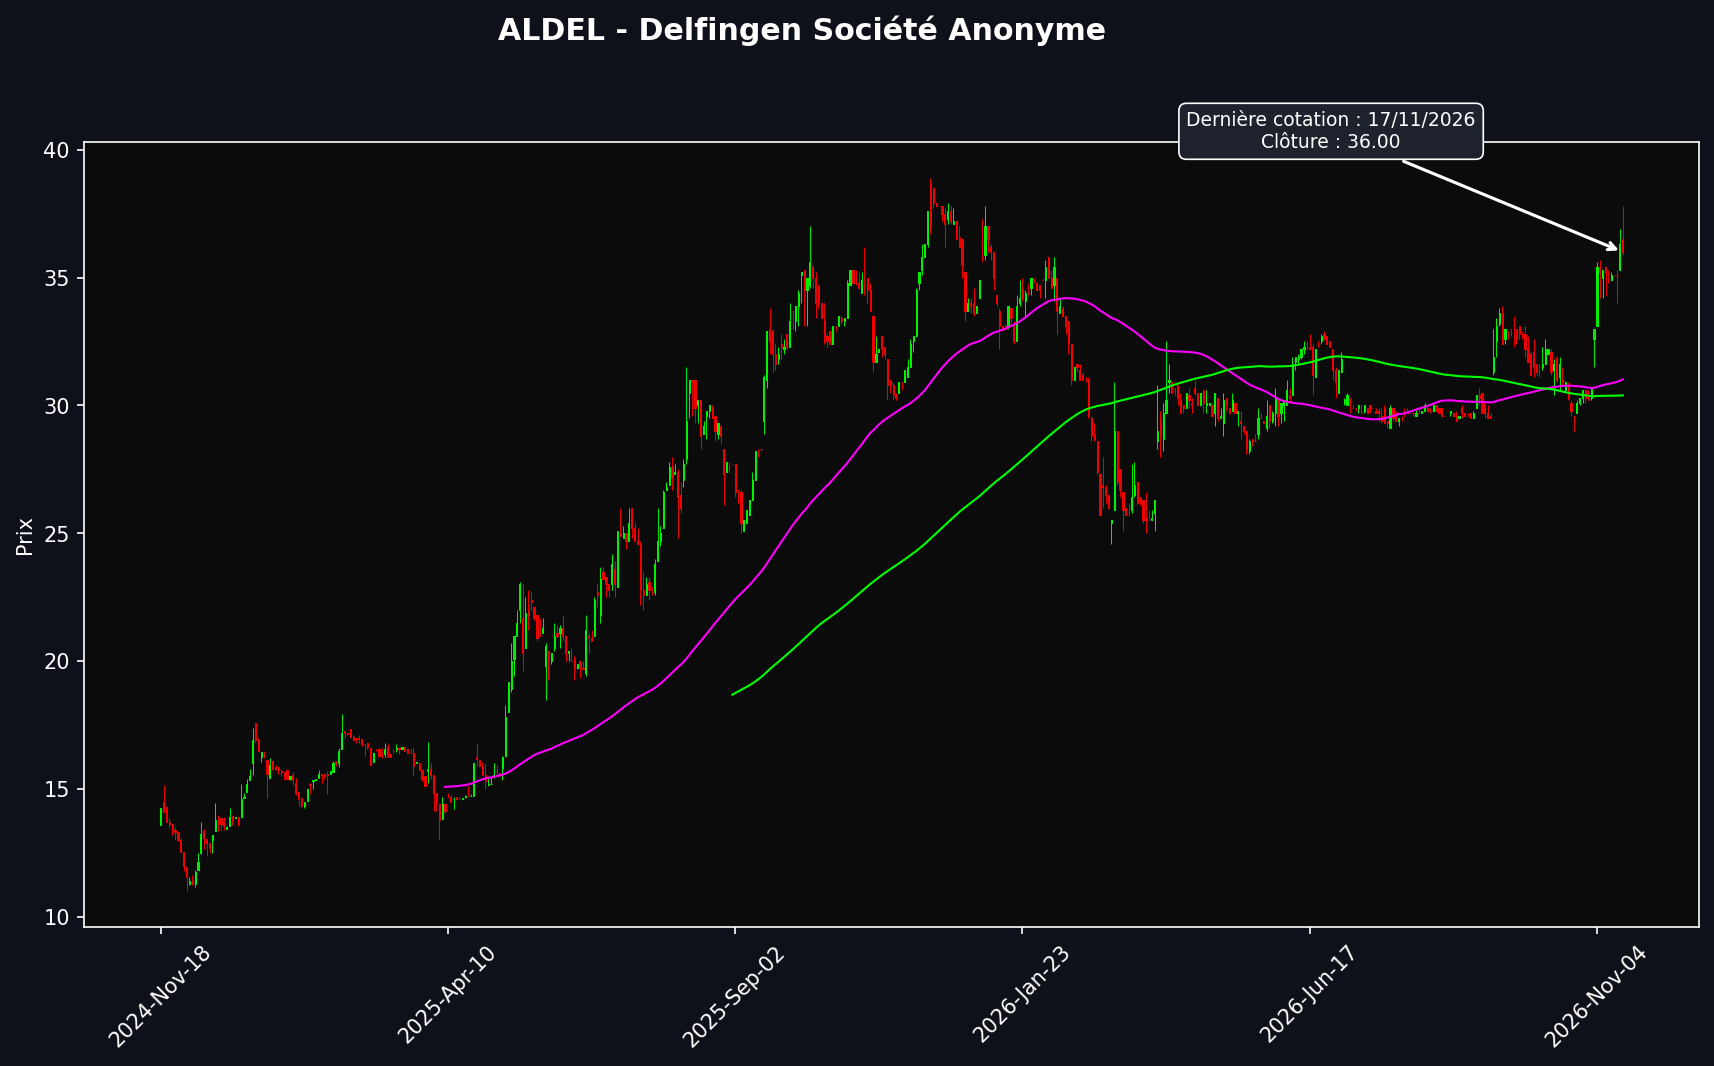 ALDEL - Delfingen Société Anonyme
Dernière cotation : 17/11/2026
Clôture : 36.00
40
35
30
25
20
15
10
Prix
2024-Nov-18
2025-Apr-10
2025-Sep-02
2026-Jan-23
2026-Jun-17
2026-Nov-04